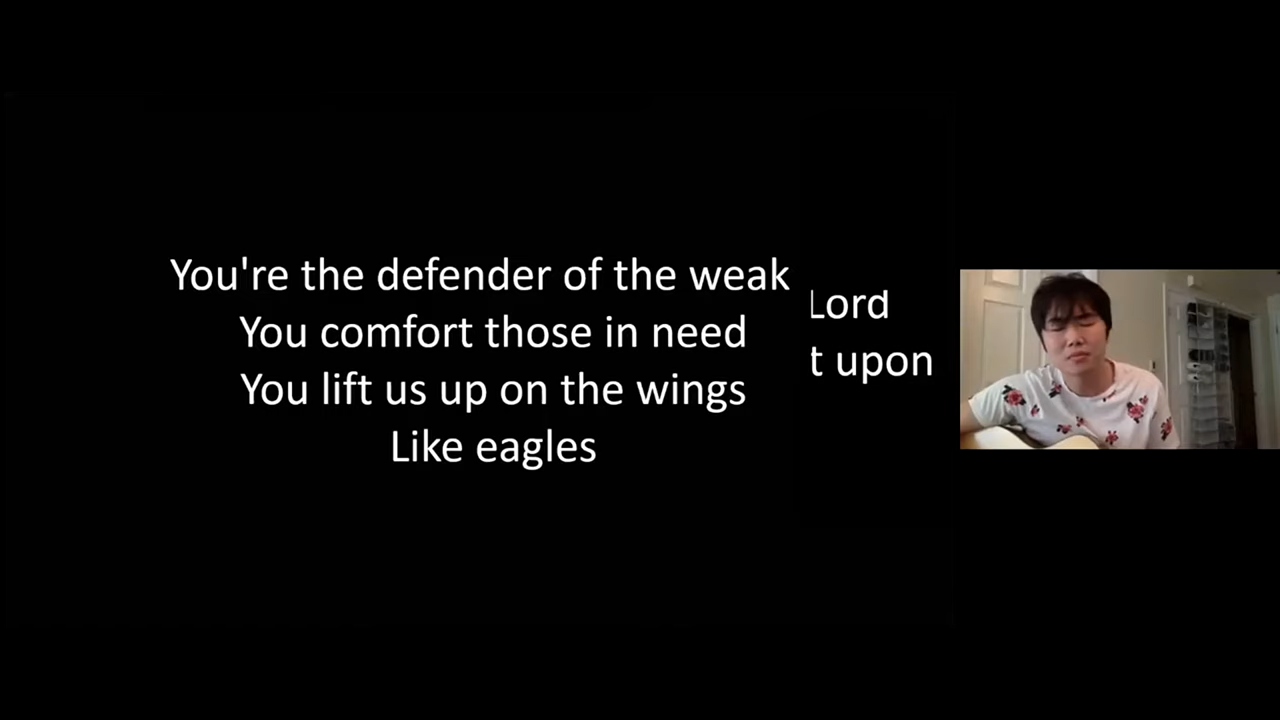 You're the defender of the weak
You comfort those in need
You lift us up on the wings
Like eagles
Lord
t upon